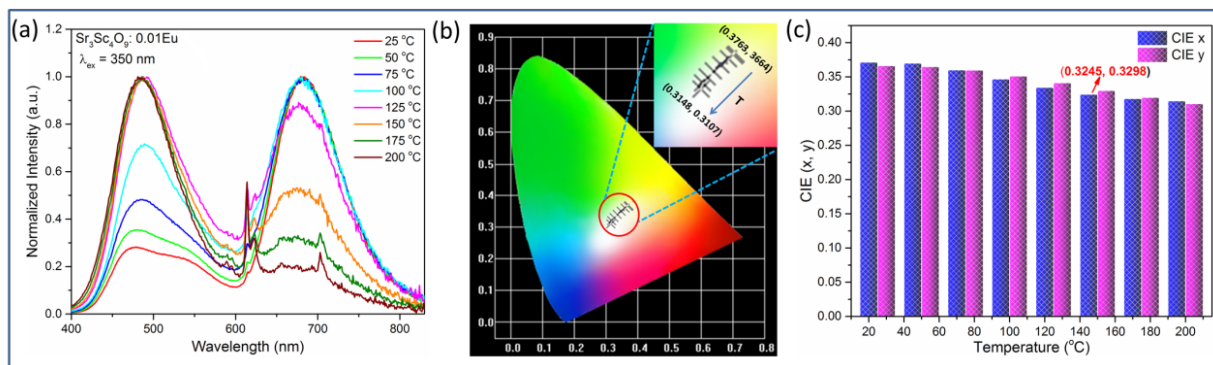 (a)
Sr3Sc4O9: 0.01Eu
λex = 350 nm
25 °C
50 °C
75 °C
100 °C
125 °C
150 °C
175 °C
200 °C
Normalized Intensity (a.u.)
1.0
0.8
0.6
0.4
0.2
0.0
400 500 600 700 800
Wavelength (nm)
(b)
(0.3763, 3664)
(0.3148, 0.3107)
T
0.9
0.8
0.7
0.6
0.5
0.4
0.3
0.2
0.1
0.0
0.0 0.1 0.2 0.3 0.4 0.5 0.6 0.7 0.8
(c)
CIE x
CIE y
(0.3245, 0.3298)
CIE (x, y)
0.40
0.35
0.30
0.25
0.20
0.15
0.10
0.05
0.00
20 40 60 80 100 120 140 160 180 200
Temperature (°C)